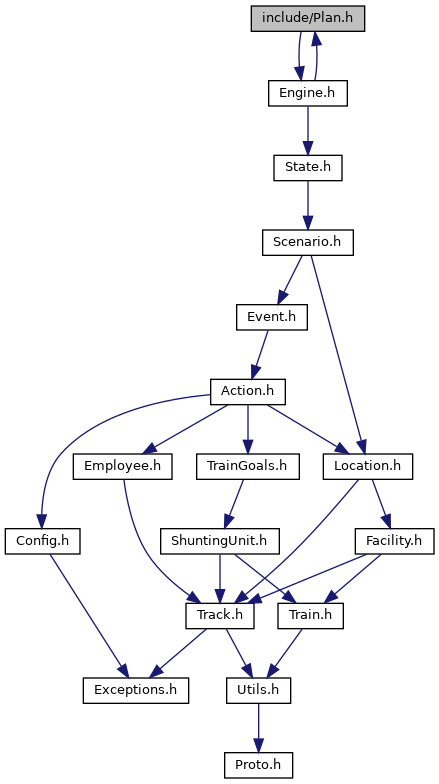 include/Plan.h
Engine.h
State.h
Scenario.h
Event.h
Action.h
Employee.h
TrainGoals.h
Location.h
Config.h
ShuntingUnit.h
Facility.h
Track.h
Train.h
Exceptions.h
Utils.h
Proto.h